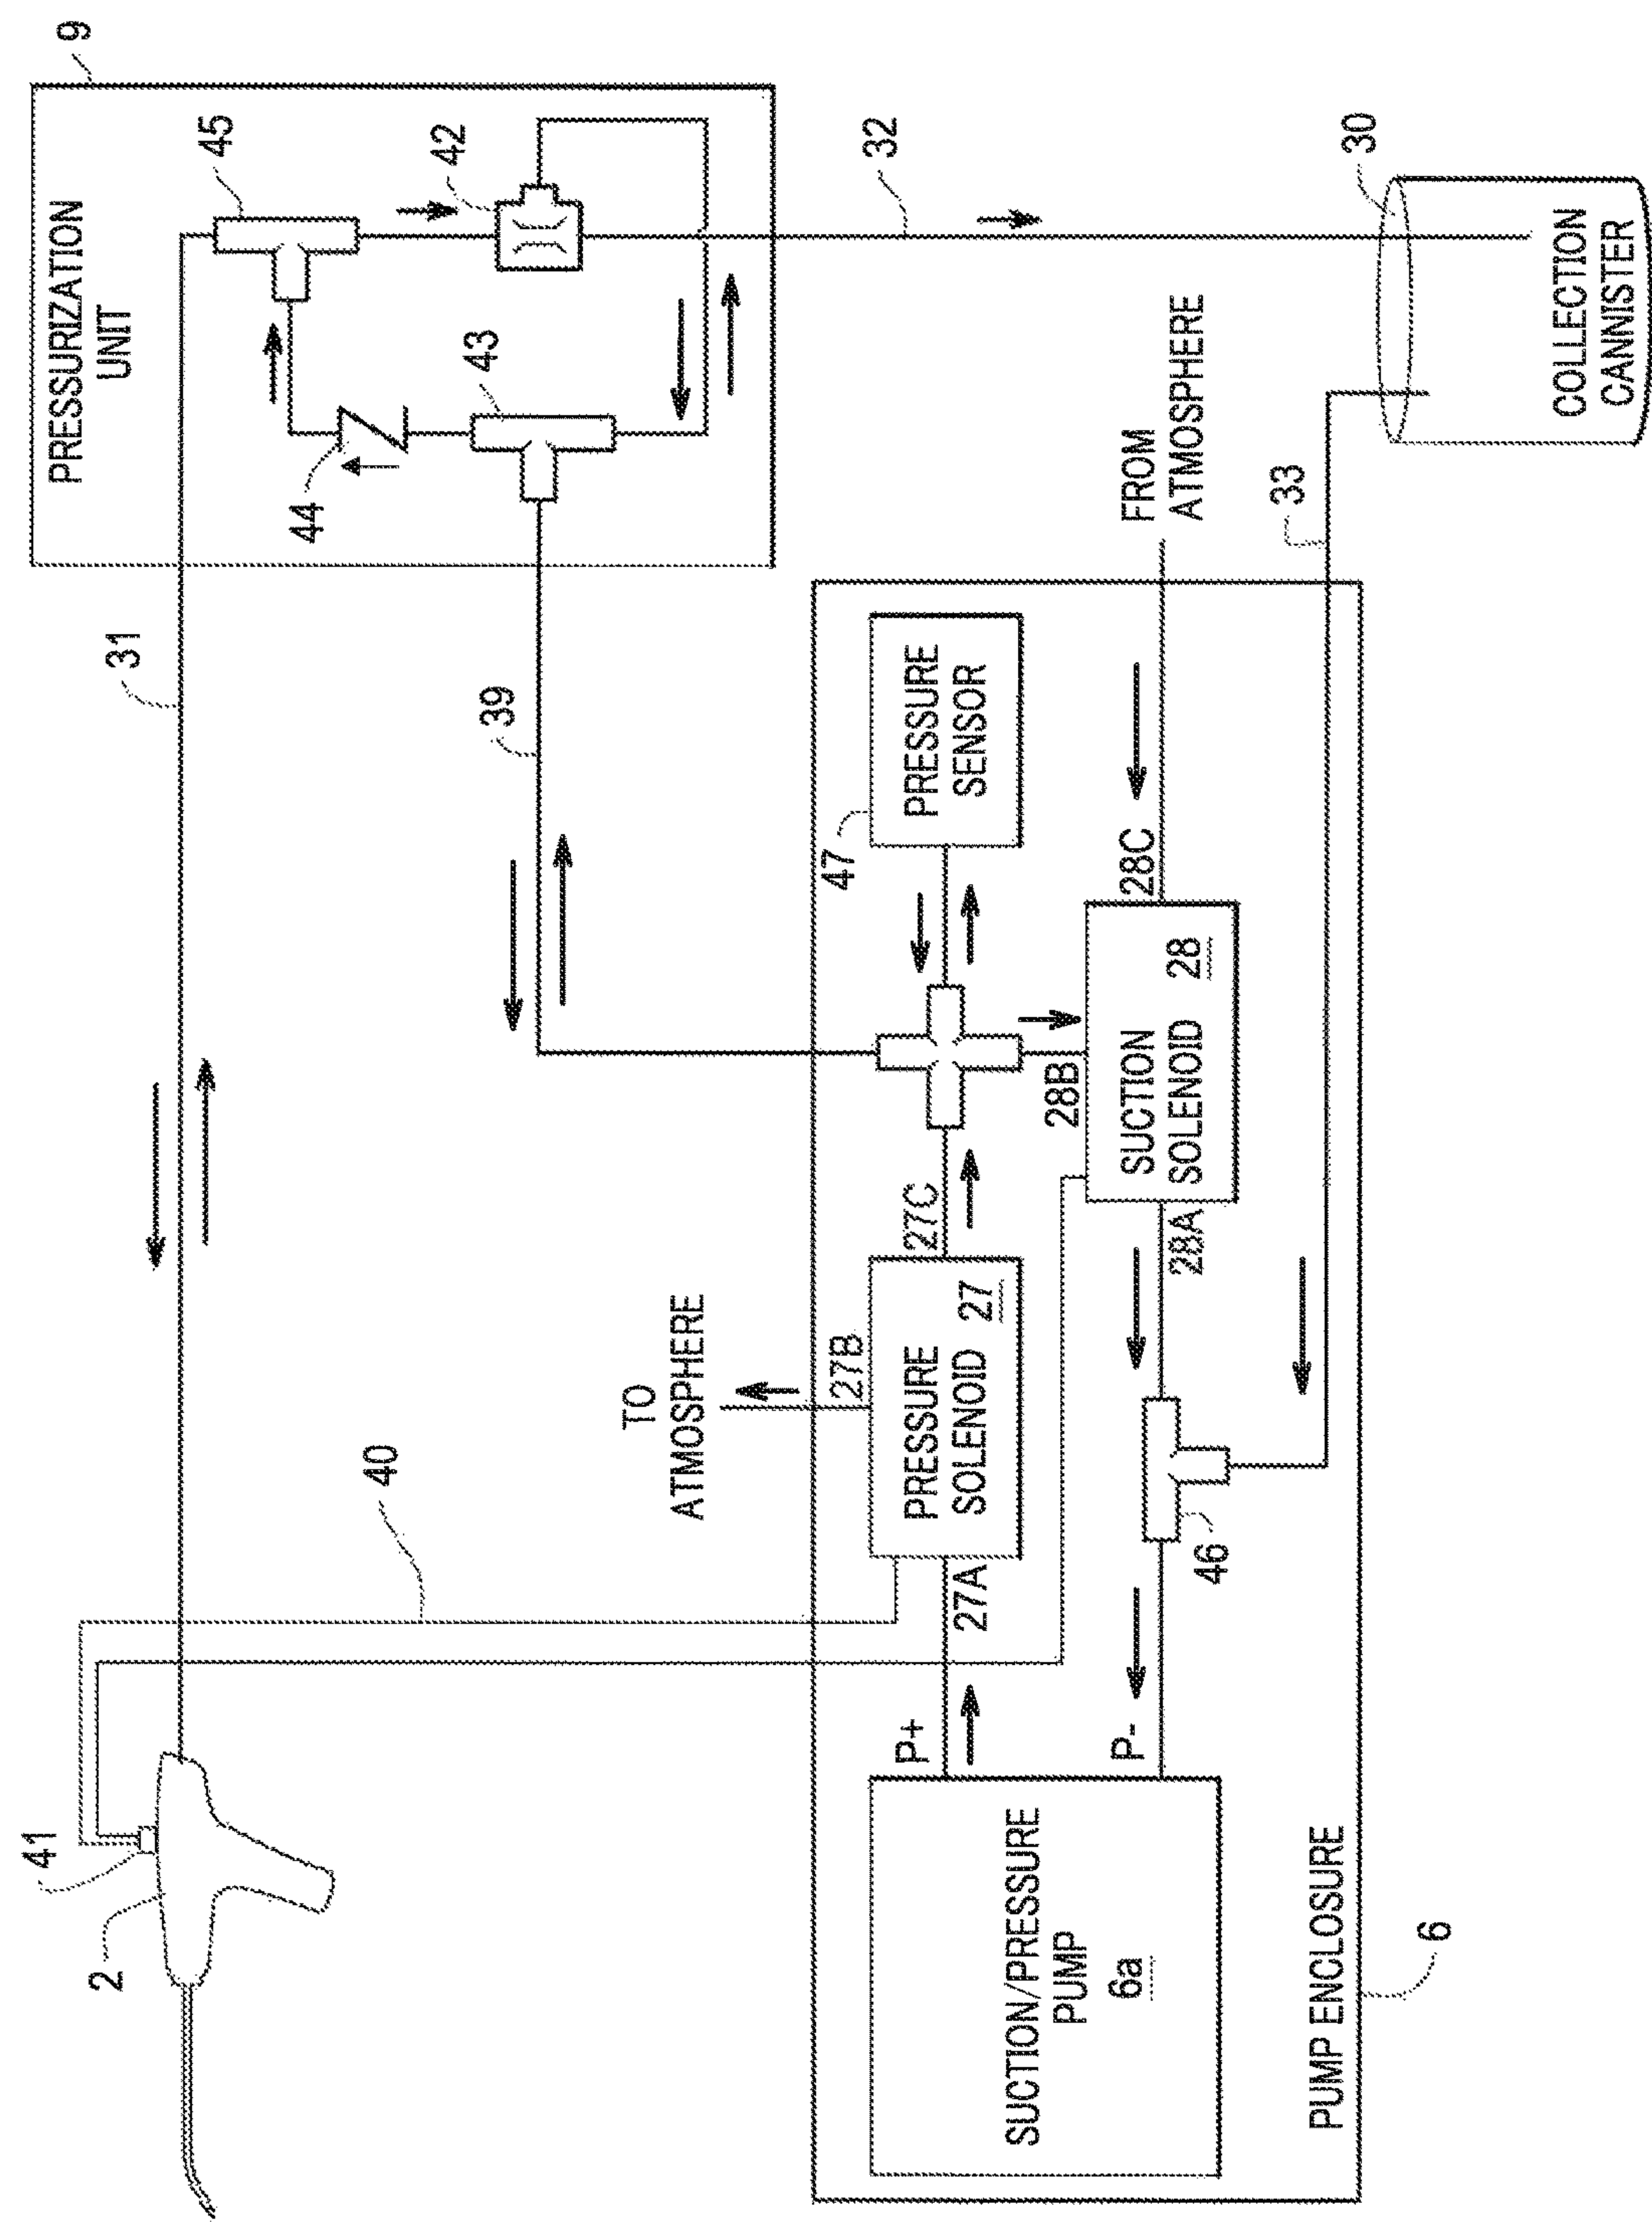 41
2
40
31
39
9
PRESSURIZATION
UNIT
45
42
43
44
32
TO
ATMOSPHERE
27B
P+
27A
PRESSURE
SOLENOID 27
27C
47
PRESSURE
SENSOR
FROM
ATMOSPHERE
28B
28C
SUCTION
SOLENOID 28
28A
46
P-
SUCTION/PRESSURE
PUMP
6a
33
30
COLLECTION
CANNISTER
PUMP ENCLOSURE
6